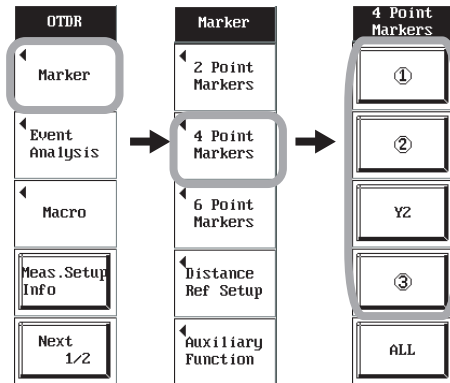 OTDR
Marker
Event
Analysis
Macro
Meas.Setup
Info
Next
1/2
Marker
2 Point
Markers
4 Point
Markers
6 Point
Markers
Distance
Ref Setup
Auxiliary
Function
4 Point
Markers
①
②
Y2
③
ALL